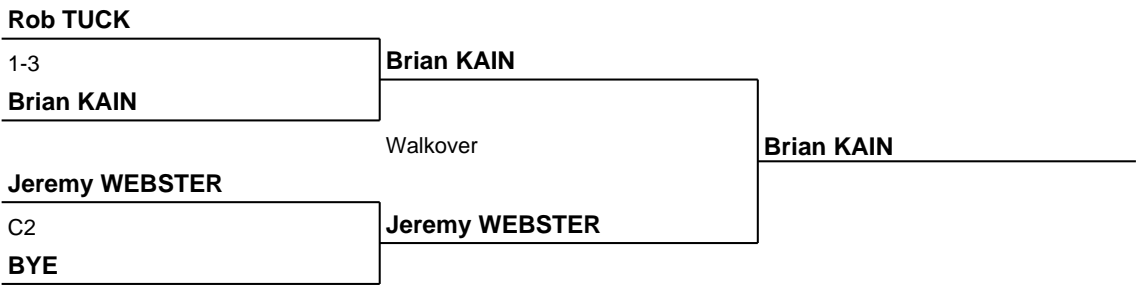 Rob TUCK
1-3
Brian KAIN
Brian KAIN
Walkover
Brian KAIN
Jeremy WEBSTER
C2
Jeremy WEBSTER
BYE